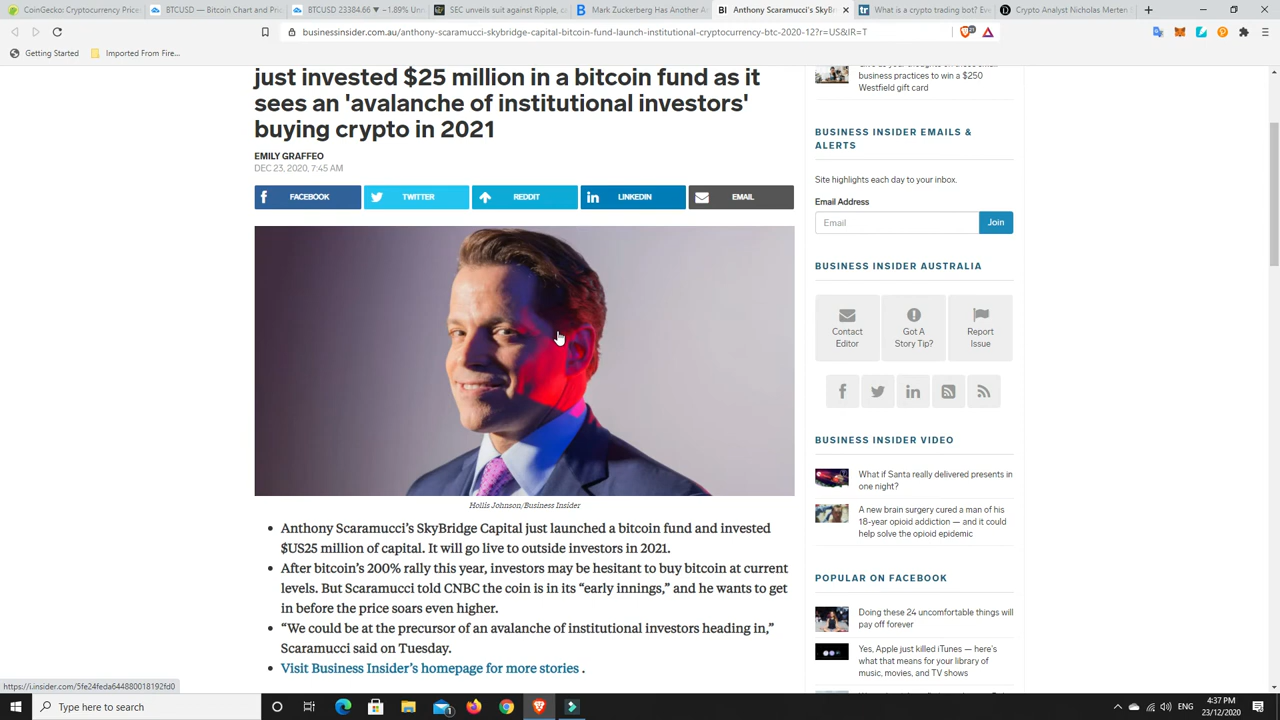 CoinGecko: Cryptocurrency Price
BTCUSD — Bitcoin Chart and Pri
BTCUSD 23384.66 ▼ −1.89% Un
SEC unveils suit against Ripple, c
Mark Zuckerberg Has Another A
BI Anthony Scaramucci's SkyB
What is a crypto trading bot? Eve
Crypto Analyst Nicholas Merten
businessinsider.com.au/anthony-scaramucci-skybridge-capital-bitcoin-fund-launch-institutional-cryptocurrency-btc-2020-12?r=US&IR=T
Getting Started
Imported From Fire...
just invested $25 million in a bitcoin fund as it
sees an 'avalanche of institutional investors'
buying crypto in 2021
EMILY GRAFFEO
DEC 23, 2020, 7:45 AM
FACEBOOK
TWITTER
REDDIT
LINKEDIN
EMAIL
Hollis Johnson/Business Insider
• Anthony Scaramucci's SkyBridge Capital just launched a bitcoin fund and invested
$US25 million of capital. It will go live to outside investors in 2021.
• After bitcoin's 200% rally this year, investors may be hesitant to buy bitcoin at current
levels. But Scaramucci told CNBC the coin is in its “early innings,” and he wants to get
in before the price soars even higher.
• “We could be at the precursor of an avalanche of institutional investors heading in,”
Scaramucci said on Tuesday.
• Visit Business Insider's homepage for more stories .
business practices to win a $250
Westfield gift card
BUSINESS INSIDER EMAILS &
ALERTS
Site highlights each day to your inbox.
Email Address
Email
Join
BUSINESS INSIDER AUSTRALIA
Contact
Editor
Got A
Story Tip?
Report
Issue
BUSINESS INSIDER VIDEO
What if Santa really delivered presents in
one night?
A new brain surgery cured a man of his
18-year opioid addiction — and it could
help solve the opioid epidemic
POPULAR ON FACEBOOK
Doing these 24 uncomfortable things will
pay off forever
Yes, Apple just killed iTunes — here's
what that means for your library of
music, movies, and TV shows
https://i.insider.com/5fe24feda644880018192fd0
Type here to search
ENG
4:37 PM
23/12/2020